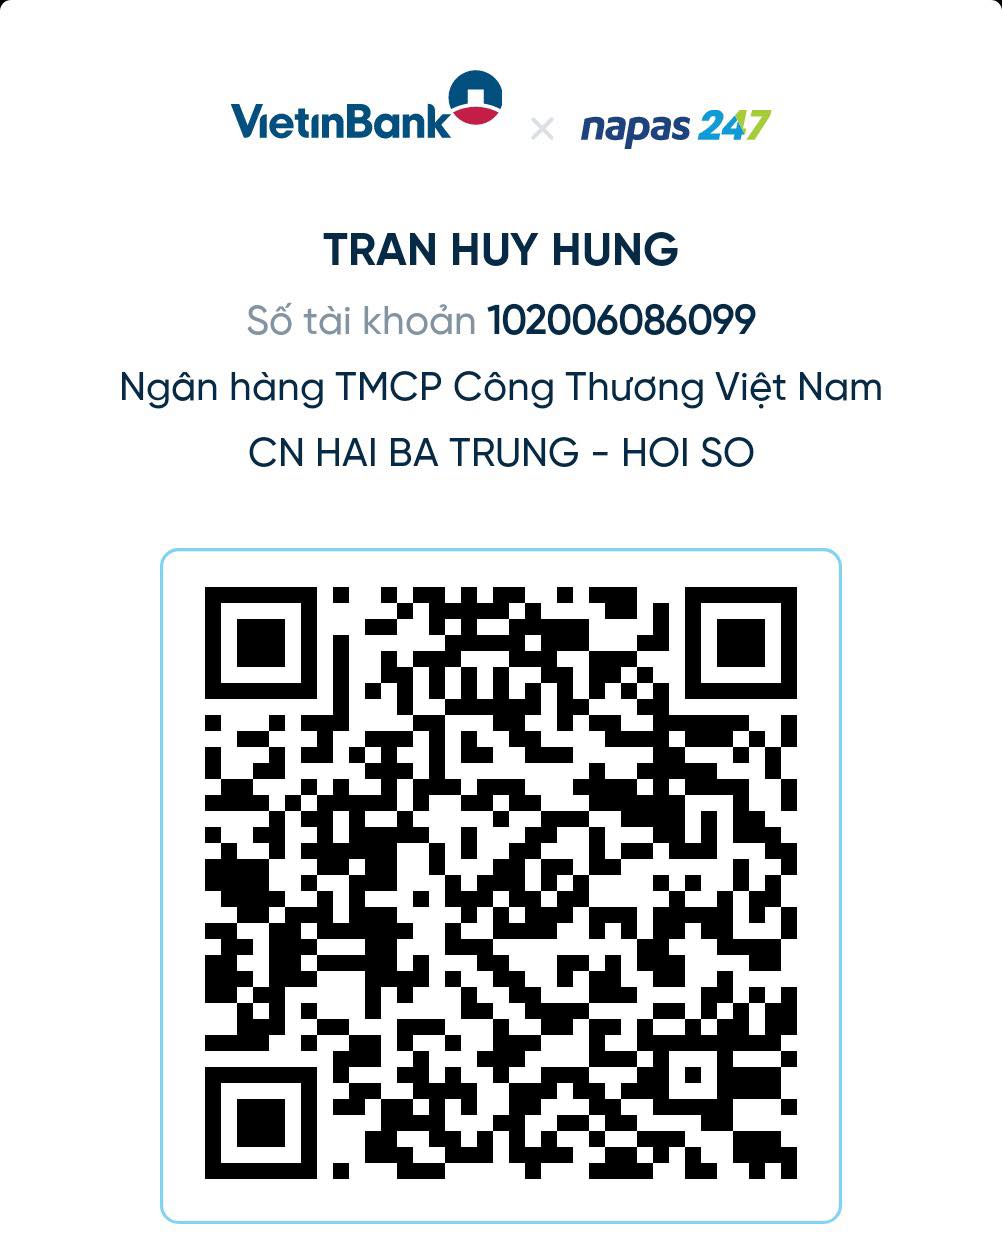 VietinBank × napas 247
TRAN HUY HUNG
Số tài khoản 102006086099
Ngân hàng TMCP Công Thương Việt Nam
CN HAI BA TRUNG - HOI SO